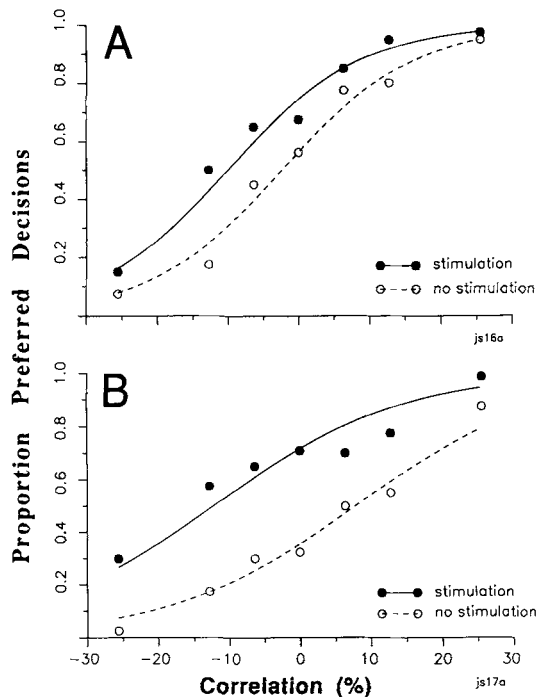 A
1.0
0.8
0.6
0.4
0.2
stimulation
no stimulation
js16a
Proportion Preferred Decisions
B
1.0
0.8
0.6
0.4
0.2
stimulation
no stimulation
−30 −20 −10 0 10 20 30
Correlation (%)
js17a